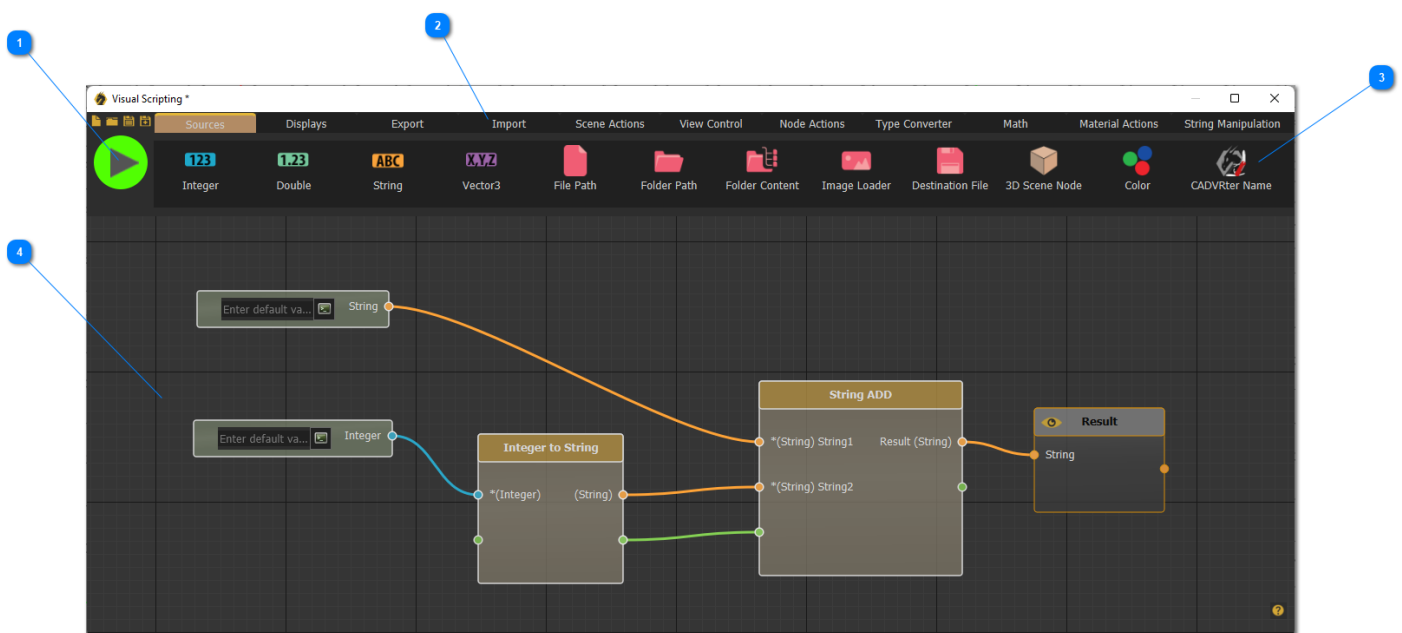 1
2
3
Visual Scripting *
Sources Displays Export Import Scene Actions View Control Node Actions Type Converter Math Material Actions String Manipulation
123 1.23 ABC X,Y,Z
Integer Double String Vector3 File Path Folder Path Folder Content Image Loader Destination File 3D Scene Node Color CADVRter Name
4
Enter default va... String
String ADD
Result
Enter default va... Integer
*(String) String1 Result (String)
Integer to String
String
*(String) String2
*(Integer) (String)
?